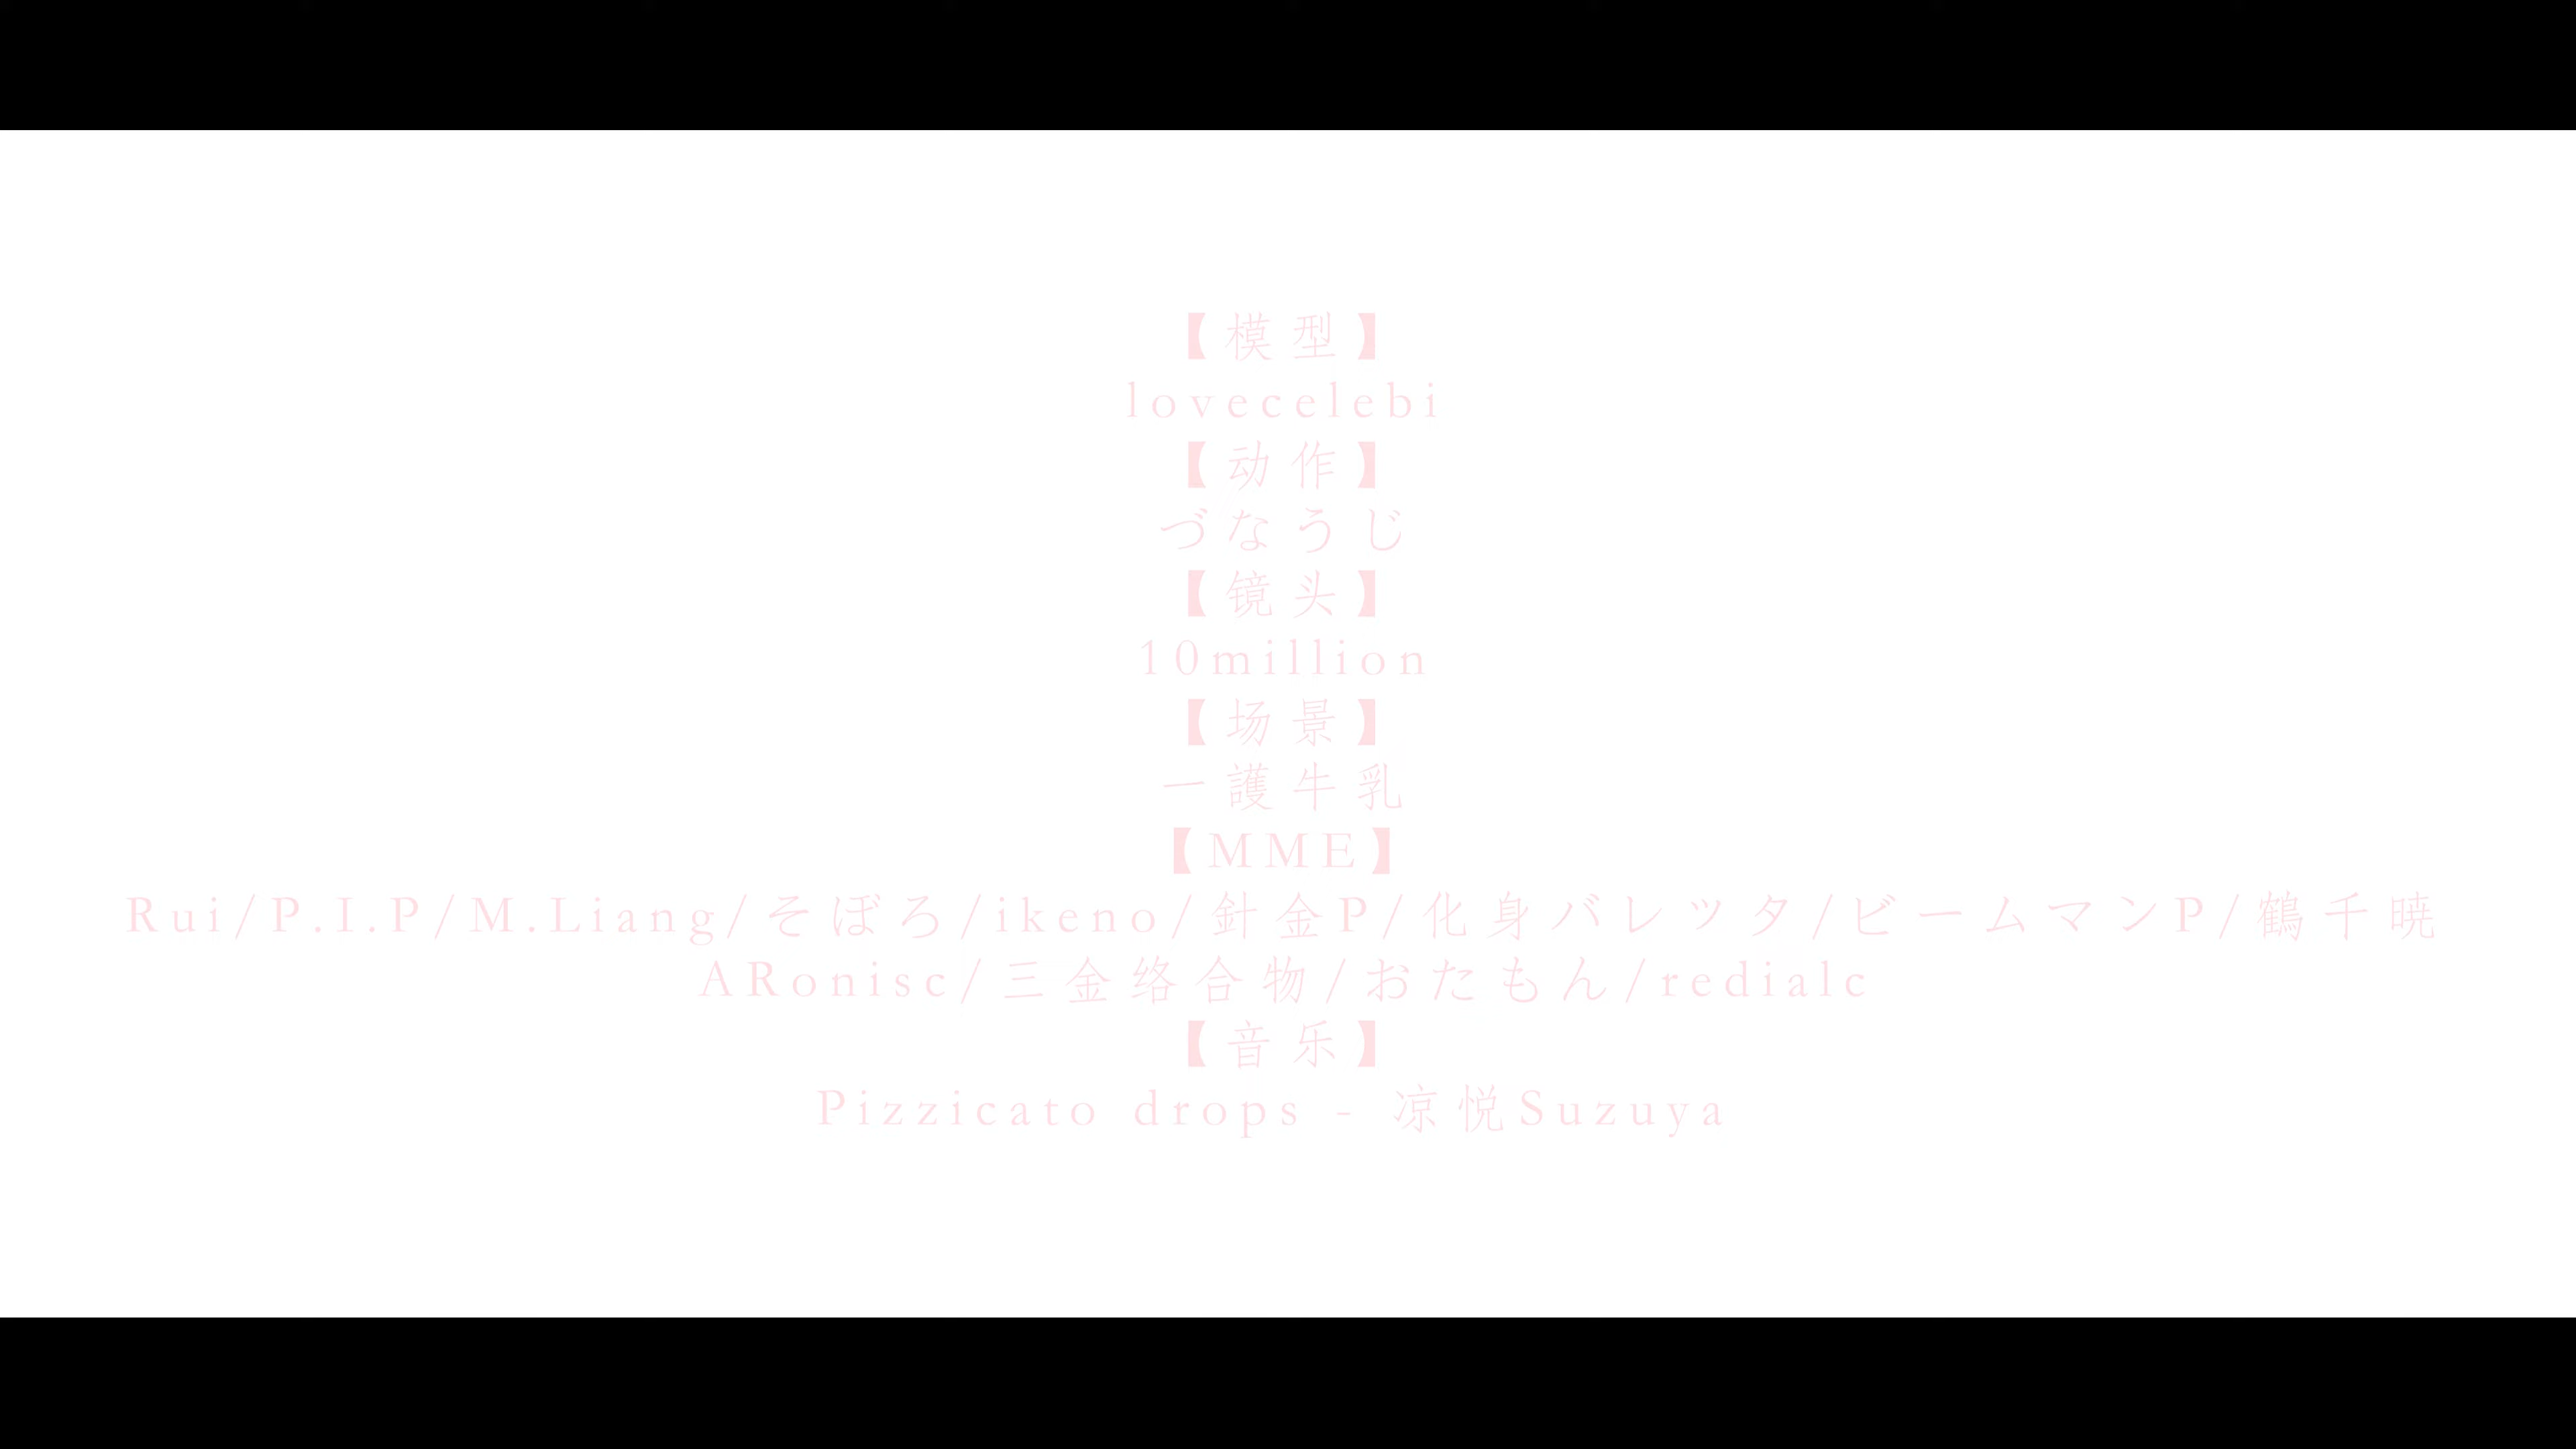 【模型】
lovecelebi
【动作】
づなうじ
【镜头】
10million
【场景】
一護牛乳
【MME】
Rui/P.I.P/M.Liang/そぼろ/ikeno/針金P/化身バレッタ/ビームマンP/鶴千暁
ARonisc/三金络合物/おたもん/redialc
【音乐】
Pizzicato drops - 凉悦Suzuya